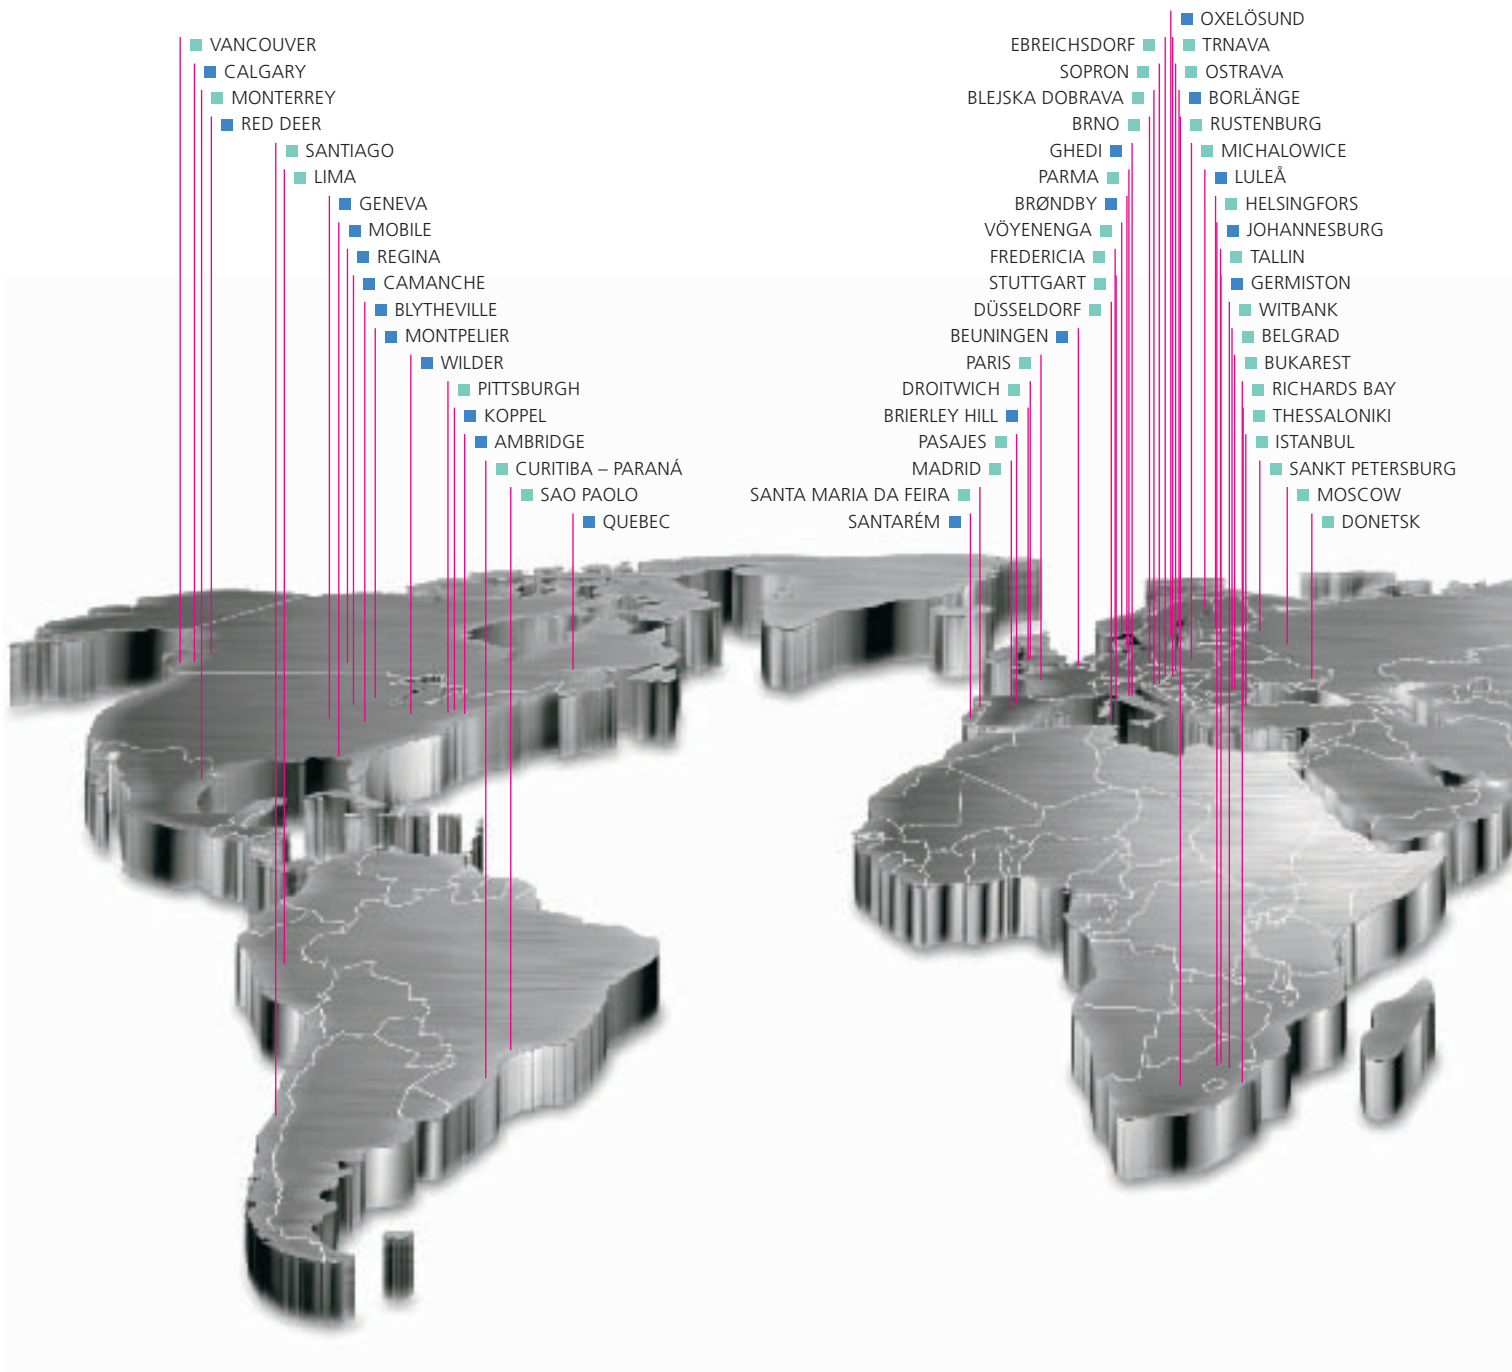 VANCOUVER
CALGARY
MONTERREY
RED DEER
SANTIAGO
LIMA
GENEVA
MOBILE
REGINA
CAMANCHE
BLYTHEVILLE
MONTPELIER
WILDER
PITTSBURGH
KOPPEL
AMBRIDGE
CURITIBA – PARANÁ
SAO PAOLO
QUEBEC
EBREICHSDORF
SOPRON
BLEJSKA DOBRAVA
BRNO
GHEDI
PARMA
BRØNDBY
VÖYENENGA
FREDERICIA
STUTTGART
DÜSSELDORF
BEUNINGEN
PARIS
DROITWICH
BRIERLEY HILL
PASAJES
MADRID
SANTA MARIA DA FEIRA
SANTARÉM
OXELÖSUND
TRNAVA
OSTRAVA
BORLÄNGE
RUSTENBURG
MICHALOWICE
LULEÅ
HELSINGFORS
JOHANNESBURG
TALLIN
GERMISTON
WITBANK
BELGRAD
BUKAREST
RICHARDS BAY
THESSALONIKI
ISTANBUL
SANKT PETERSBURG
MOSCOW
DONETSK